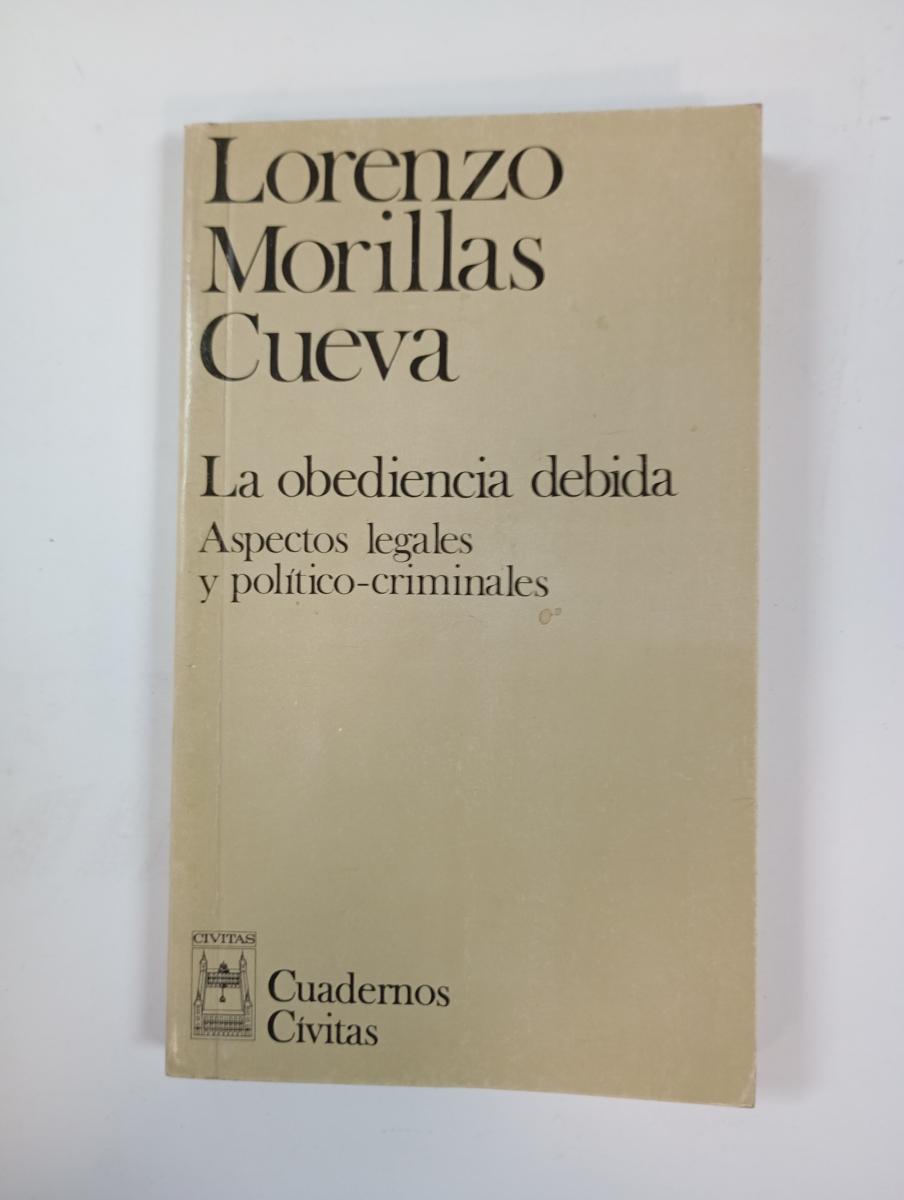 Lorenzo
Morillas
Cueva
La obediencia debida
Aspectos legales
y político-criminales
CIVITAS
Cuadernos
Cívitas